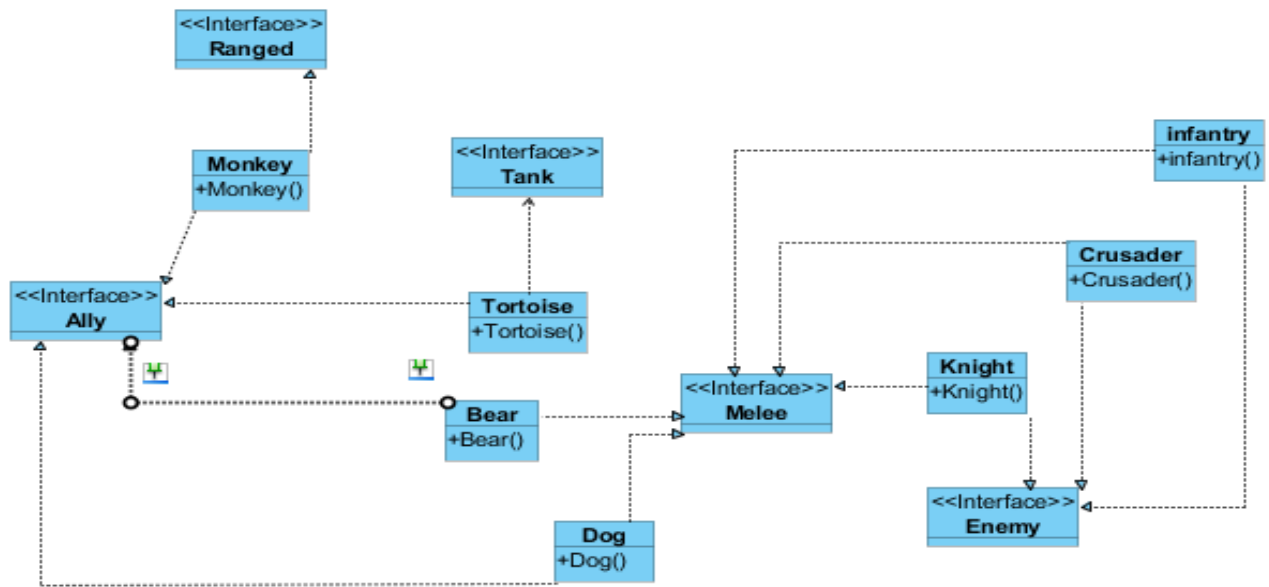 <<Interface>>
Ranged
Monkey
+Monkey()
<<Interface>>
Tank
infantry
+infantry()
Crusader
+Crusader()
<<Interface>>
Ally
Tortoise
+Tortoise()
Knight
+Knight()
<<Interface>>
Melee
Bear
+Bear()
<<Interface>>
Enemy
Dog
+Dog()